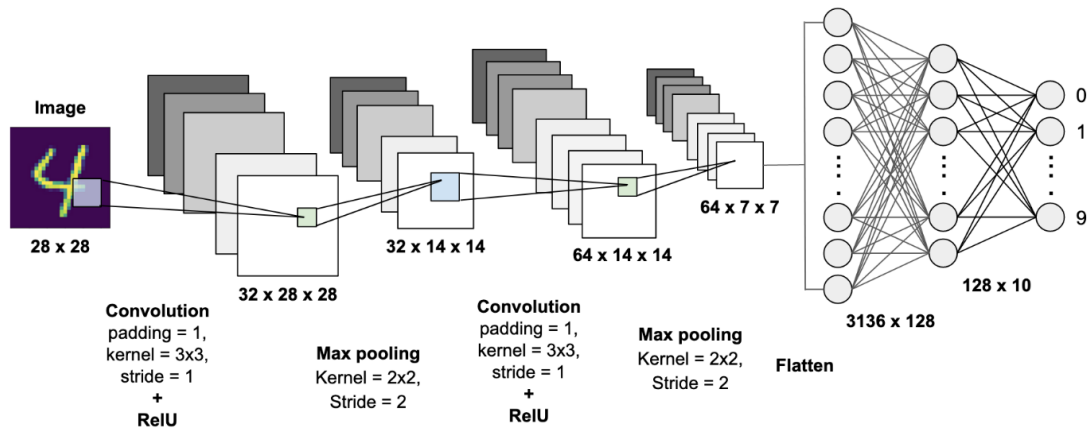 Image
28 x 28
32 x 28 x 28
Convolution
padding = 1,
kernel = 3x3,
stride = 1
+
RelU
32 x 14 x 14
Max pooling
Kernel = 2x2,
Stride = 2
64 x 14 x 14
Convolution
padding = 1,
kernel = 3x3,
stride = 1
+
RelU
64 x 7 x 7
Max pooling
Kernel = 2x2,
Stride = 2
Flatten
3136 x 128
128 x 10
0
1
9